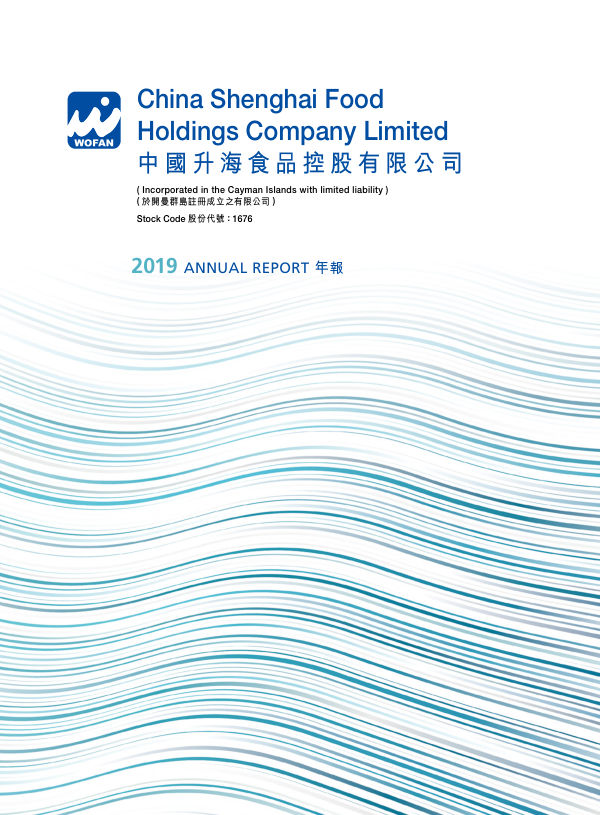 WOFAN
China Shenghai Food
Holdings Company Limited
中國升海食品控股有限公司
( Incorporated in the Cayman Islands with limited liability )
( 於開曼群島註冊成立之有限公司 )
Stock Code 股份代號：1676
2019 ANNUAL REPORT 年報